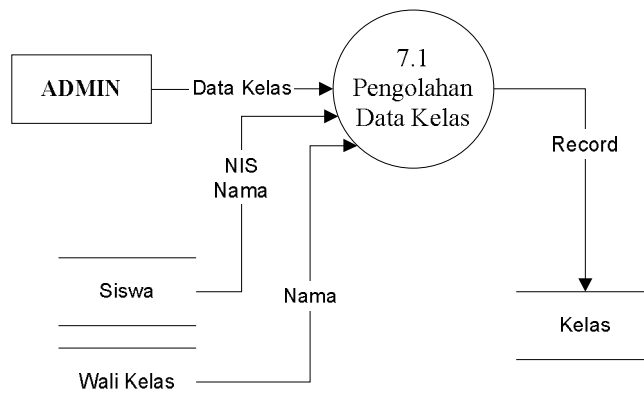 ADMIN
Data Kelas
7.1
Pengolahan
Data Kelas
Record
NIS
Nama
Siswa
Nama
Kelas
Wali Kelas